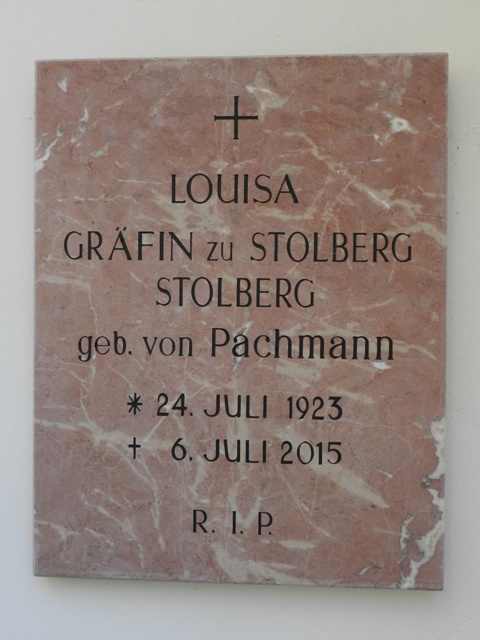 LOUISA
GRÄFIN zu STOLBERG
STOLBERG
geb. von Pachmann
* 24. JULI 1923
† 6. JULI 2015
R. I. P.